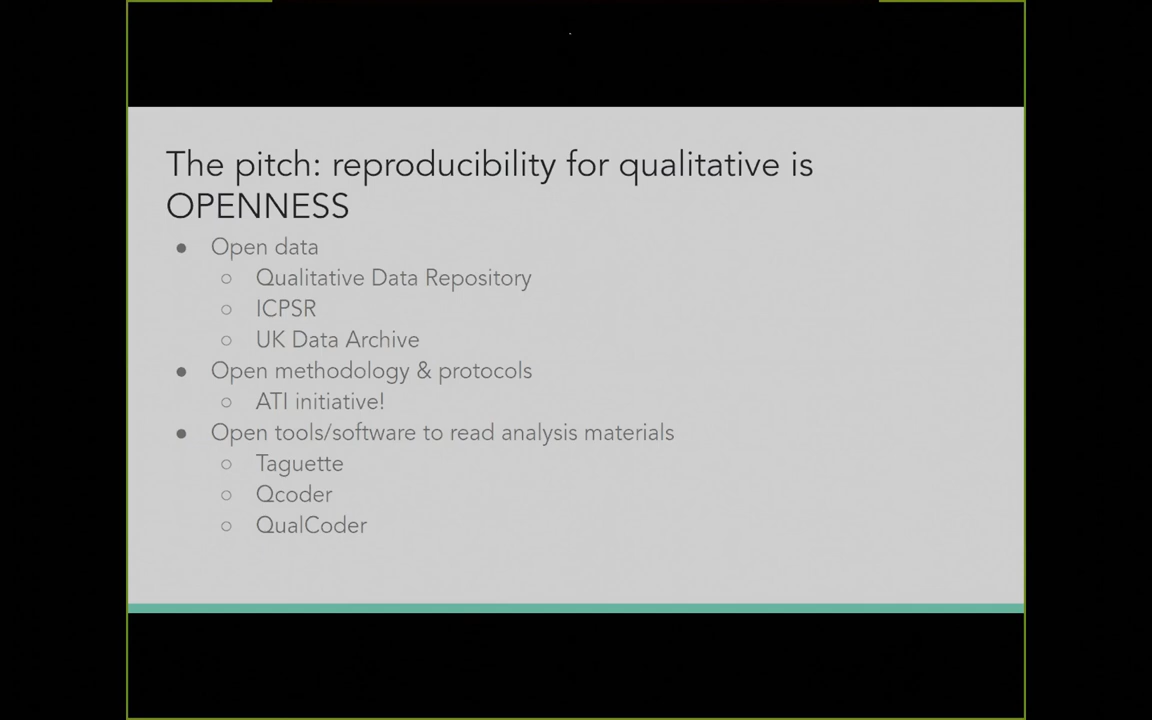 The pitch: reproducibility for qualitative is
OPENNESS
● Open data
○ Qualitative Data Repository
○ ICPSR
○ UK Data Archive
● Open methodology & protocols
○ ATI initiative!
● Open tools/software to read analysis materials
○ Taguette
○ Qcoder
○ QualCoder